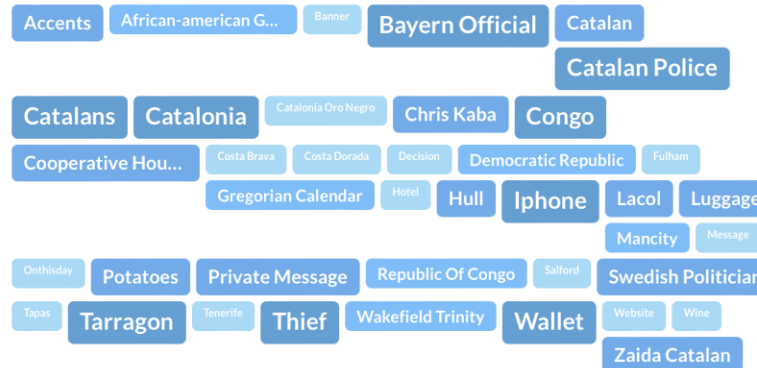 Accents African-american G... Banner Bayern Official Catalan
Catalan Police
Catalans Catalonia Catalonia Oro Negro Chris Kaba Congo
Cooperative Hou... Costa Brava Costa Dorada Decision Democratic Republic Fulham
Gregorian Calendar Hotel Hull Iphone Lacol Luggage
Mancity Message
Onthisday Potatoes Private Message Republic Of Congo Salford Swedish Politician
Tapas Tarragon Tenerife Thief Wakefield Trinity Wallet Website Wine
Zaida Catalan